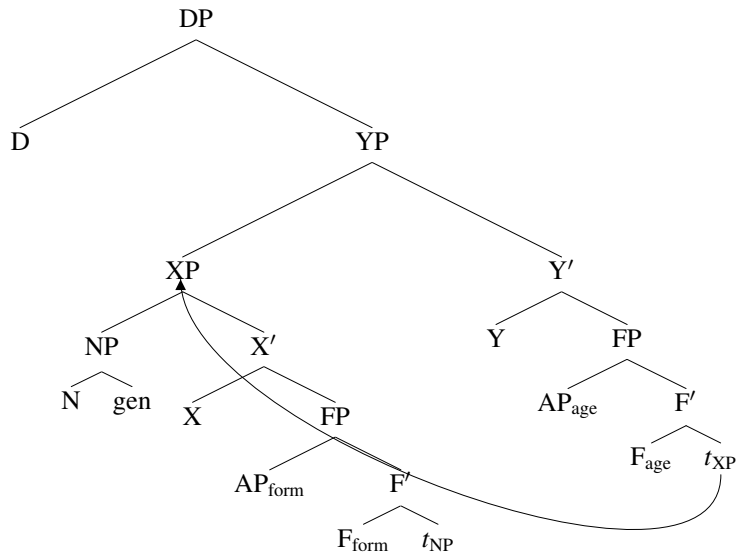 DP
D YP
XP Y′
NP X′ Y FP
N gen X FP AP_age F′
AP_form F′ F_age t_XP
F_form t_NP